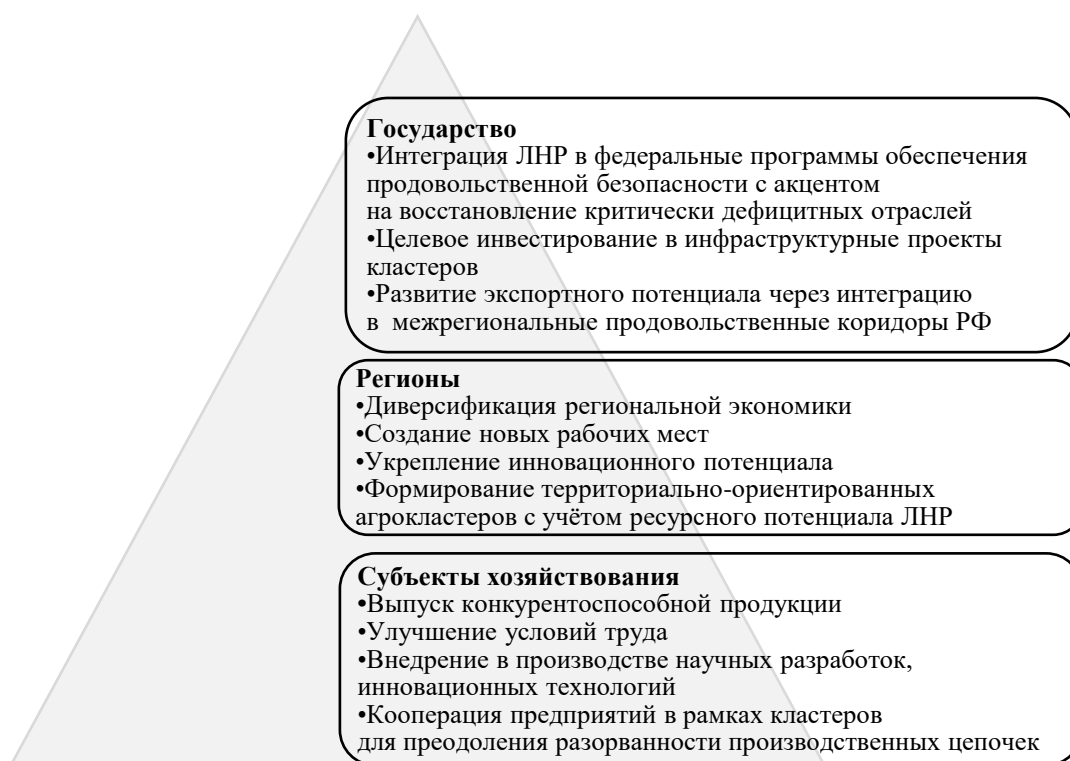 Государство
•Интеграция ЛНР в федеральные программы обеспечения
продовольственной безопасности с акцентом
на восстановление критически дефицитных отраслей
•Целевое инвестирование в инфраструктурные проекты
кластеров
•Развитие экспортного потенциала через интеграцию
в межрегиональные продовольственные коридоры РФ
Регионы
•Диверсификация региональной экономики
•Создание новых рабочих мест
•Укрепление инновационного потенциала
•Формирование территориально-ориентированных
агрокластеров с учётом ресурсного потенциала ЛНР
Субъекты хозяйствования
•Выпуск конкурентоспособной продукции
•Улучшение условий труда
•Внедрение в производстве научных разработок,
инновационных технологий
•Кооперация предприятий в рамках кластеров
для преодоления разорванности производственных цепочек